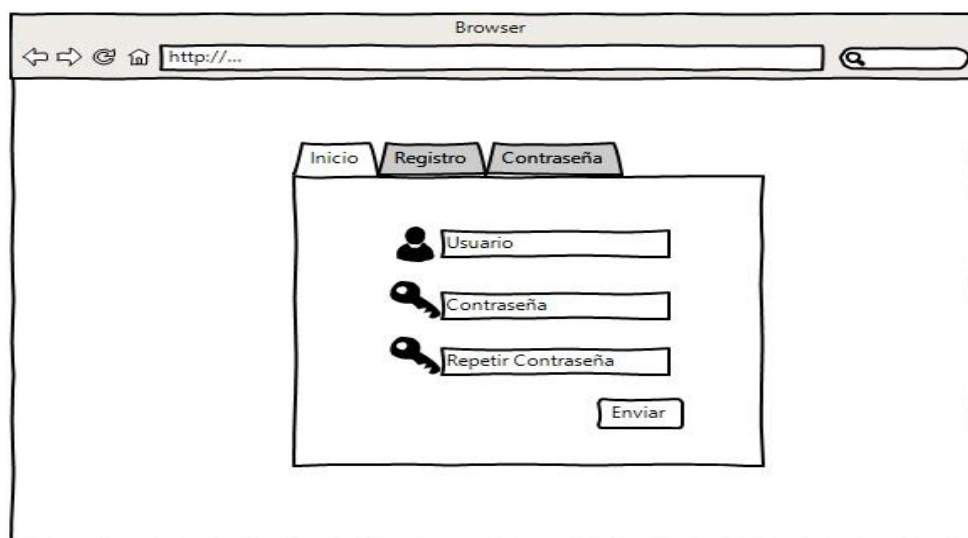 Browser
http://...
Inicio Registro Contraseña
Usuario
Contraseña
Repetir Contraseña
Enviar